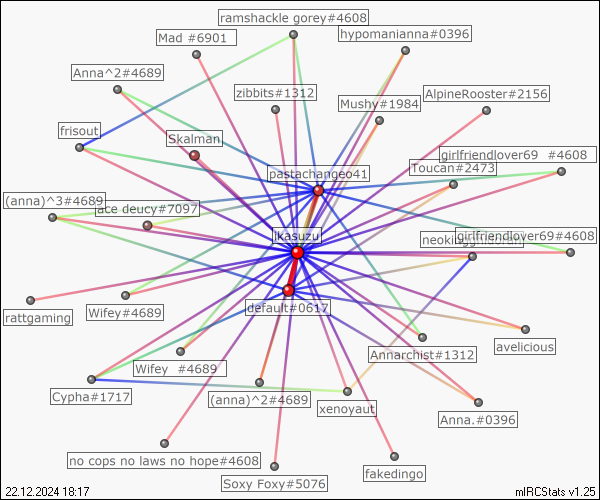 ramshackle gorey#4608
Mad #6901
hypomanianna#0396
Anna^2#4689
zibbits#1312
AlpineRooster#2156
Mushy#1984
frisout
Skalman
girlfriendlover69 #4608
Toucan#2473
pastachangeo41
(anna)^3#4689
ace deucy#7097
jkasuzu
girlfriendlover69#4608
default#0617
rattgaming
Wifey#4689
avelicious
Annarchist#1312
Wifey #4689
Cypha#1717
(anna)^2#4689
xenoyaut
Anna.#0396
no cops no laws no hope#4608
fakedingo
Soxy Foxy#5076
22.12.2024 18:17
mIRCStats v1.25